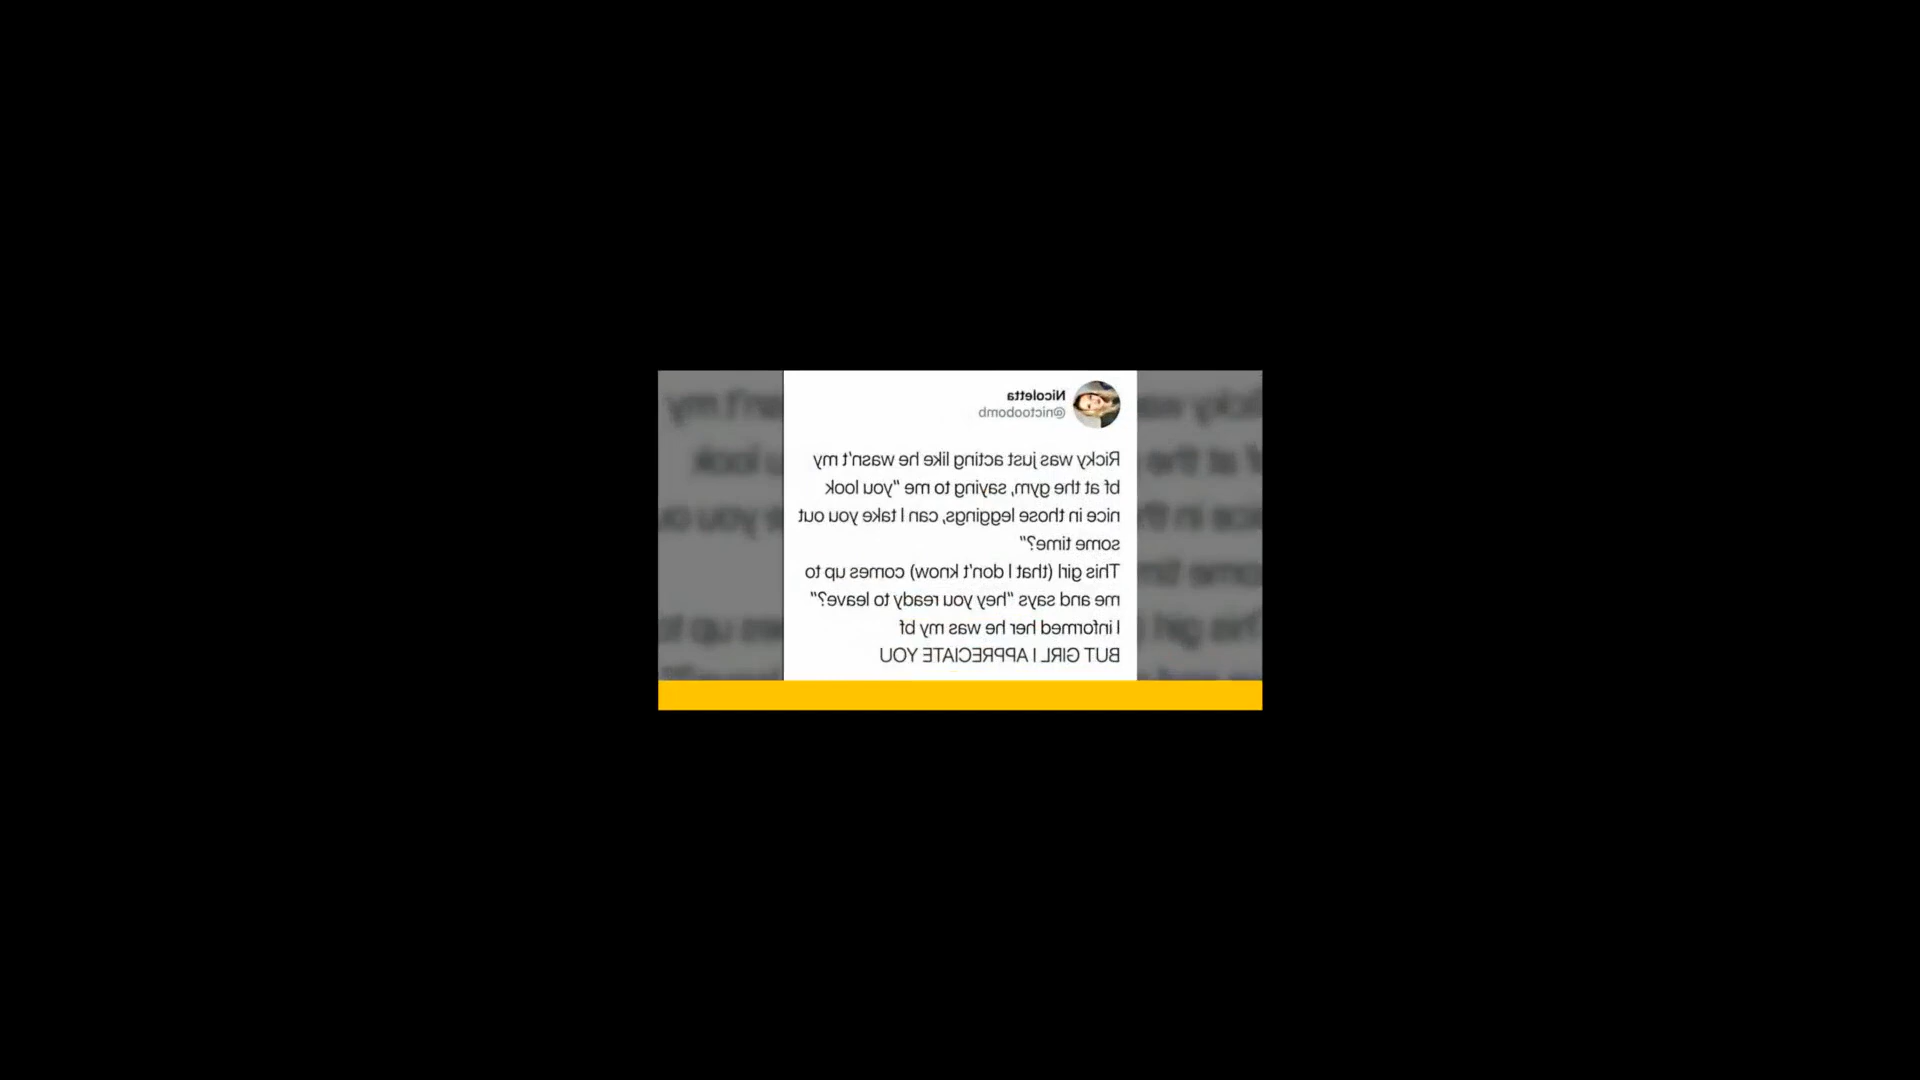 Nicoletta
@nictoobomb
Ricky was just acting like he wasn't my
bf at the gym, saying to me "you look
nice in those leggings, can I take you out
some time?"
This girl (that I don't know) comes up to
me and says "hey you ready to leave?"
I informed her he was my bf
BUT GIRL I APPRECIATE YOU